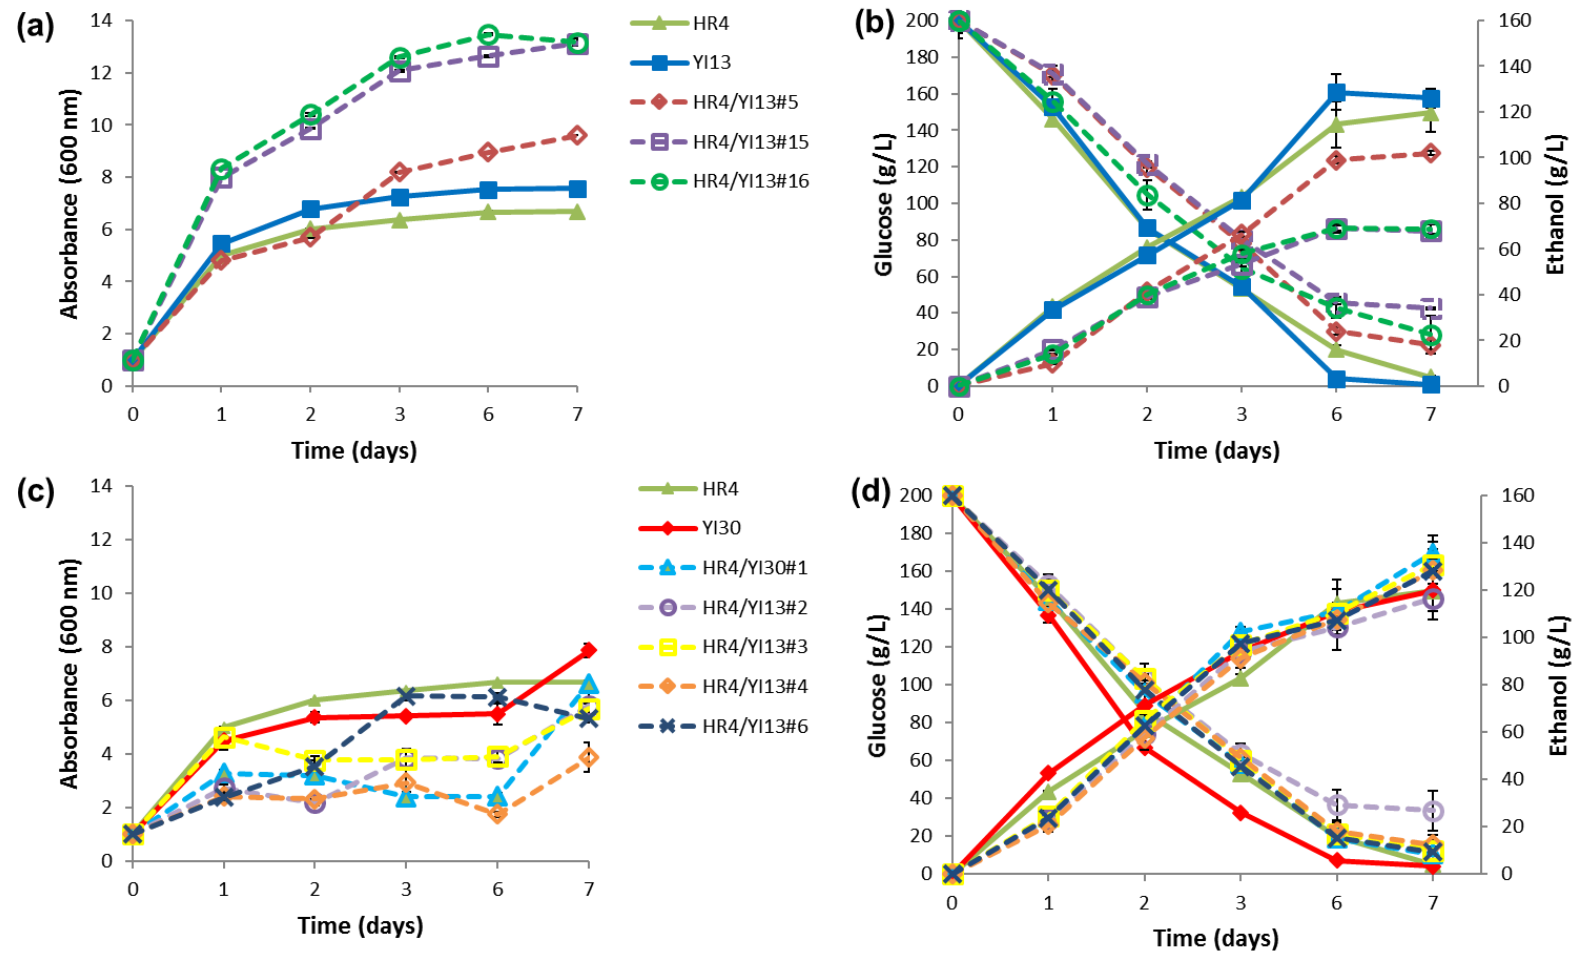 (a)
Absorbance (600 nm)
14
12
10
8
6
4
2
0
0 1 2 3 6 7
Time (days)
HR4
YI13
HR4/YI13#5
HR4/YI13#15
HR4/YI13#16
(b)
Glucose (g/L)
200
180
160
140
120
100
80
60
40
20
0
0 1 2 3 6 7
Time (days)
160
140
120
100
80
60
40
20
0
Ethanol (g/L)
(c)
Absorbance (600 nm)
14
12
10
8
6
4
2
0
0 1 2 3 6 7
Time (days)
HR4
YI30
HR4/YI30#1
HR4/YI13#2
HR4/YI13#3
HR4/YI13#4
HR4/YI13#6
(d)
Glucose (g/L)
200
180
160
140
120
100
80
60
40
20
0
0 1 2 3 6 7
Time (days)
160
140
120
100
80
60
40
20
0
Ethanol (g/L)